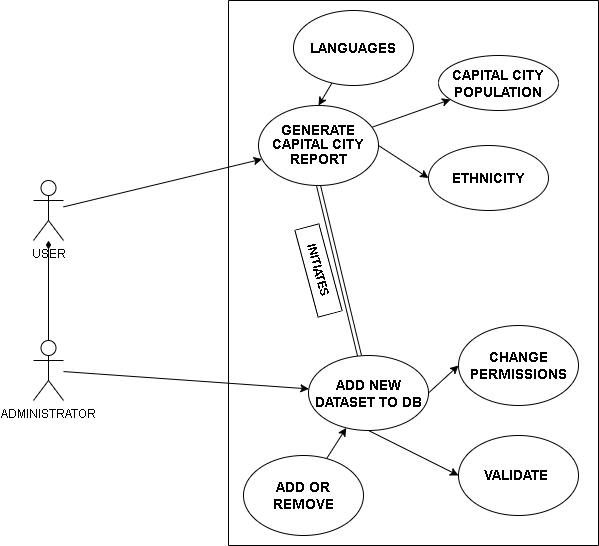 LANGUAGES
CAPITAL CITY
POPULATION
GENERATE
CAPITAL CITY
REPORT
ETHNICITY
USER
INITIATES
CHANGE
PERMISSIONS
ADD NEW
DATASET TO DB
ADMINISTRATOR
VALIDATE
ADD OR
REMOVE